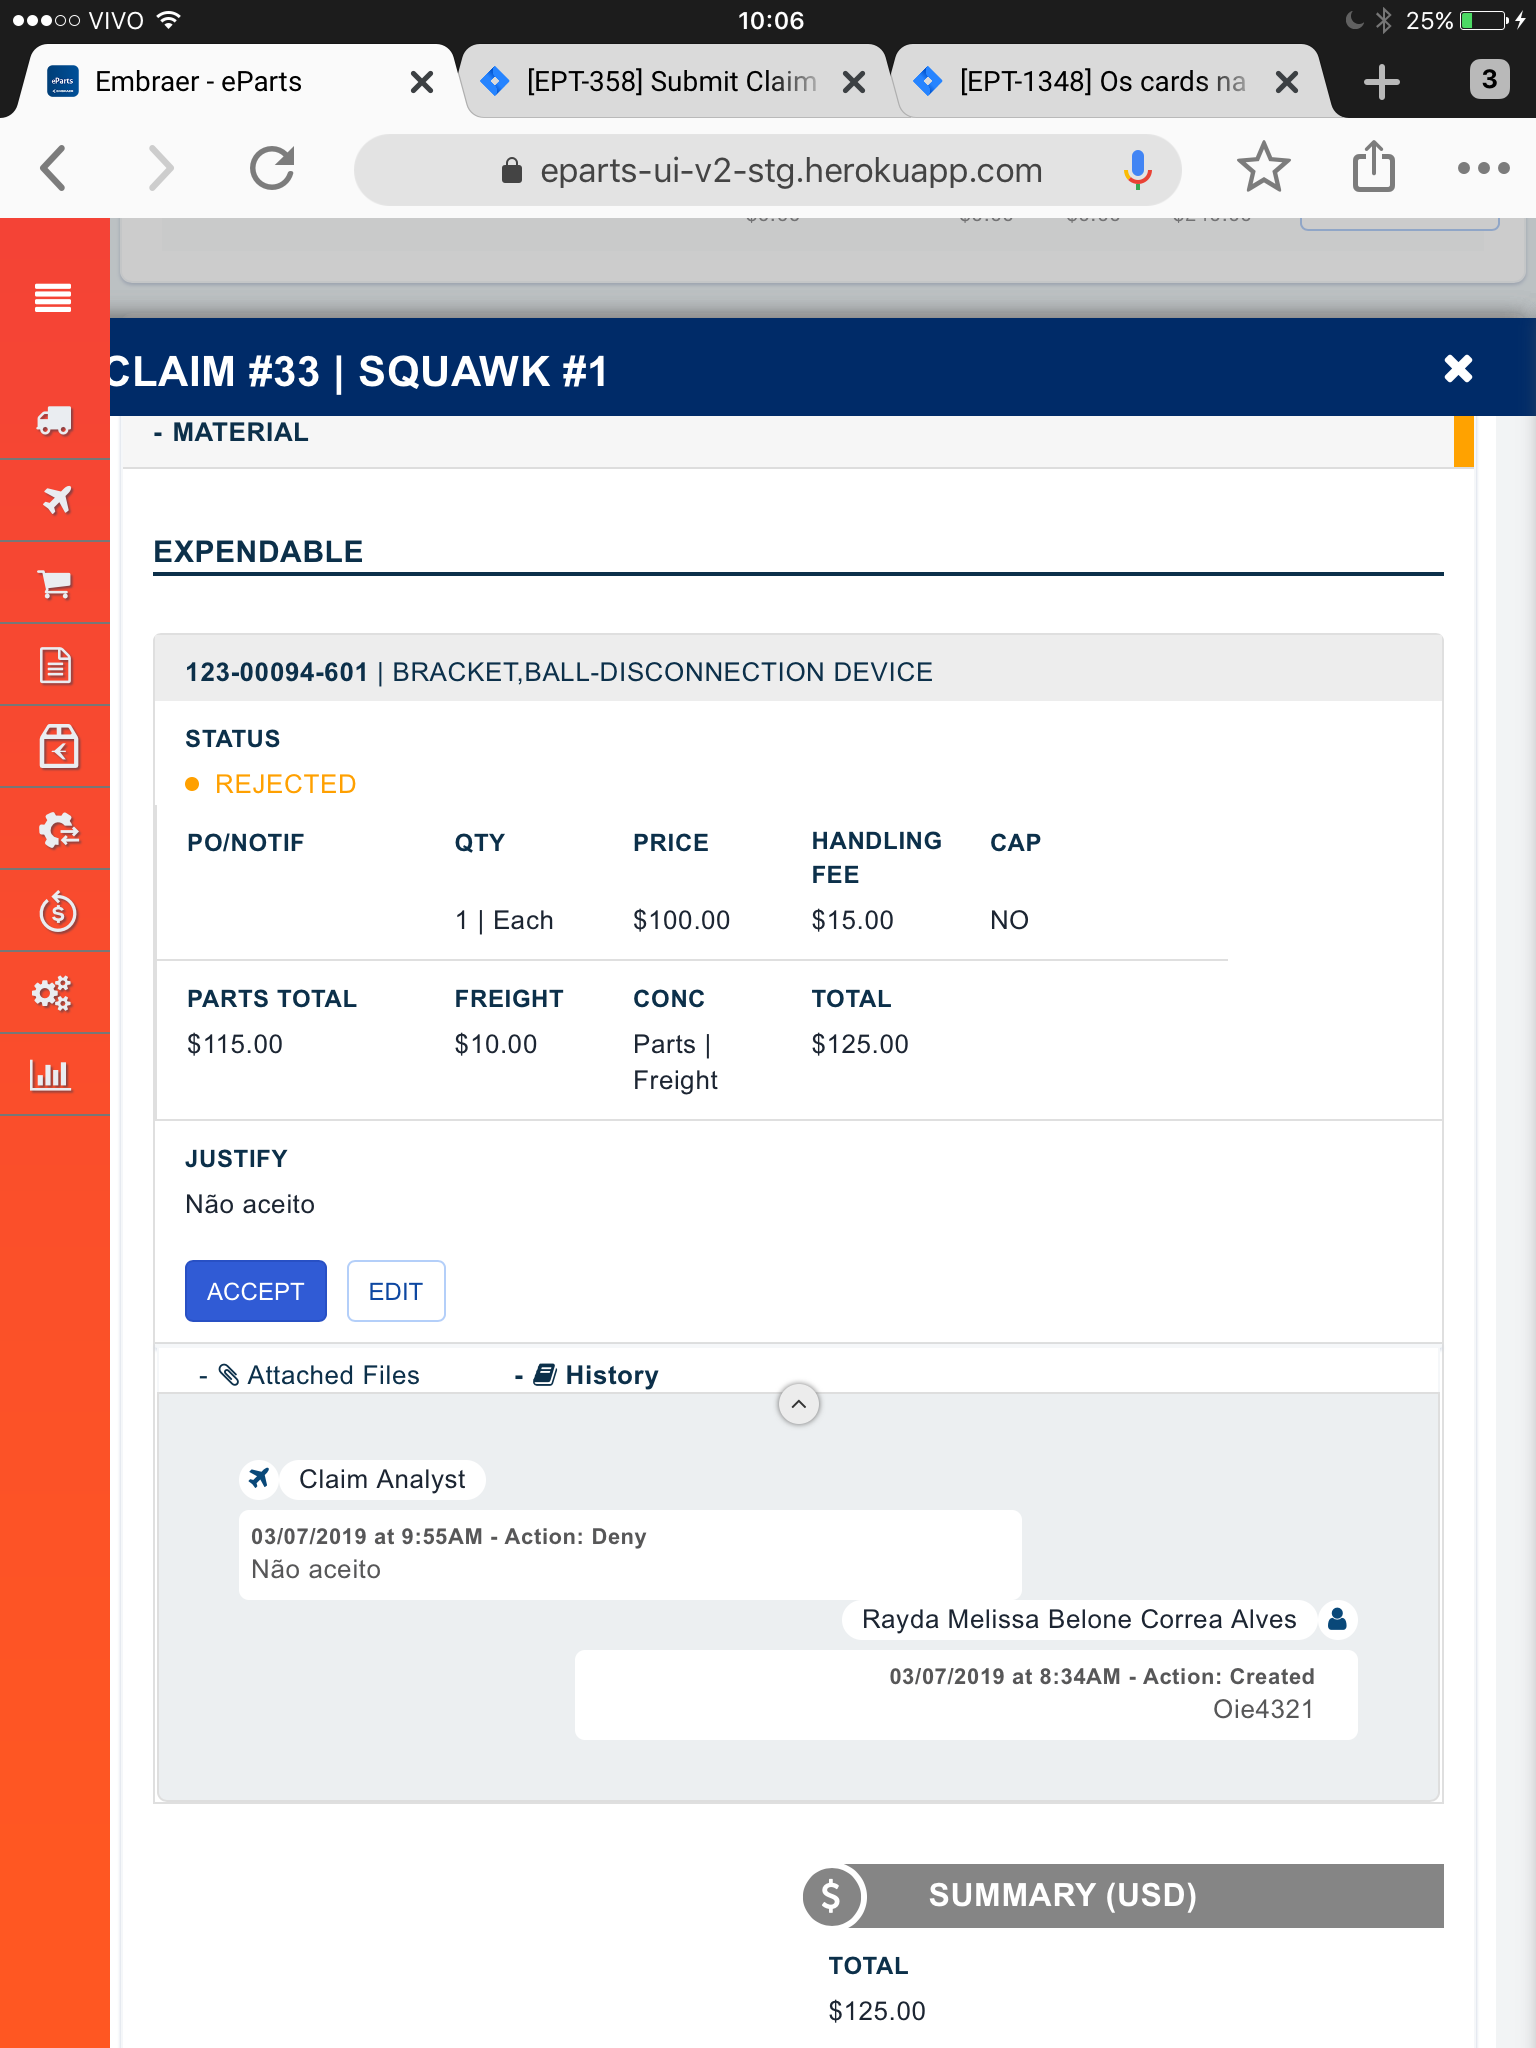 VIVO
10:06
25%
Embraer - eParts
[EPT-358] Submit Claim
[EPT-1348] Os cards na
3
eparts-ui-v2-stg.herokuapp.com
CLAIM #33 | SQUAWK #1
- MATERIAL
EXPENDABLE
123-00094-601 | BRACKET,BALL-DISCONNECTION DEVICE
STATUS
REJECTED
PO/NOTIF QTY PRICE HANDLING FEE CAP
1 | Each $100.00 $15.00 NO
PARTS TOTAL FREIGHT CONC TOTAL
$115.00 $10.00 Parts | Freight $125.00
JUSTIFY
Não aceito
ACCEPT EDIT
- Attached Files - History
Claim Analyst
03/07/2019 at 9:55AM - Action: Deny
Não aceito
Rayda Melissa Belone Correa Alves
03/07/2019 at 8:34AM - Action: Created
Oie4321
$ SUMMARY (USD)
TOTAL
$125.00